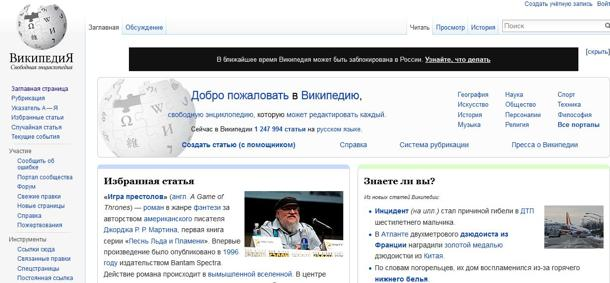 Создать учётную запись Войт
Заглавная Обсуждение Читать Просмотр История Поиск
ВИКИПЕДИЯ
Свободная энциклопедия
В ближайшее время Википедия может быть заблокирована в России. Узнайте, что делать
[скрыть]
Заглавная страница
Рубрикация
Указатель А — Я
Избранные статьи
Случайная статья
Текущие события
Участие
Сообщить об
ошибке
Портал сообщества
Форум
Свежие правки
Новые страницы
Справка
Пожертвования
Инструменты
Ссылки сюда
Связанные правки
Спецстраницы
Постоянная ссылка
Добро пожаловать в Википедию,
свободную энциклопедию, которую может редактировать каждый.
Сейчас в Википедии 1 247 994 статьи на русском языке.
География Наука Спорт
Искусство Общество Техника
История Персоналии Философия
Музыка Религия Все порталы
Создать статью (с помощником) Справка Система рубрикации Пресса о Википедии
Избранная статья
«Игра престолов» (англ. A Game of
Thrones) — роман в жанре фэнтези за
авторством американского писателя
Джорджа Р. Р. Мартина, первая книга
серии «Песнь Льда и Пламени». Впервые
произведение было опубликовано в 1996
году издательством Bantam Spectra.
Действие романа происходит в вымышленной вселенной. В центре
Знаете ли вы?
Из новых статей Википедии:
Инцидент (на илл.) стал причиной гибели в ДТП
шестилетнего мальчика.
В Атланте двухметрового дзюдоиста из
Франции наградили золотой медалью
дзюдоистки из Китая.
По словам погорельцев, их дом воспламенился из-за горячего
нижнего белья.